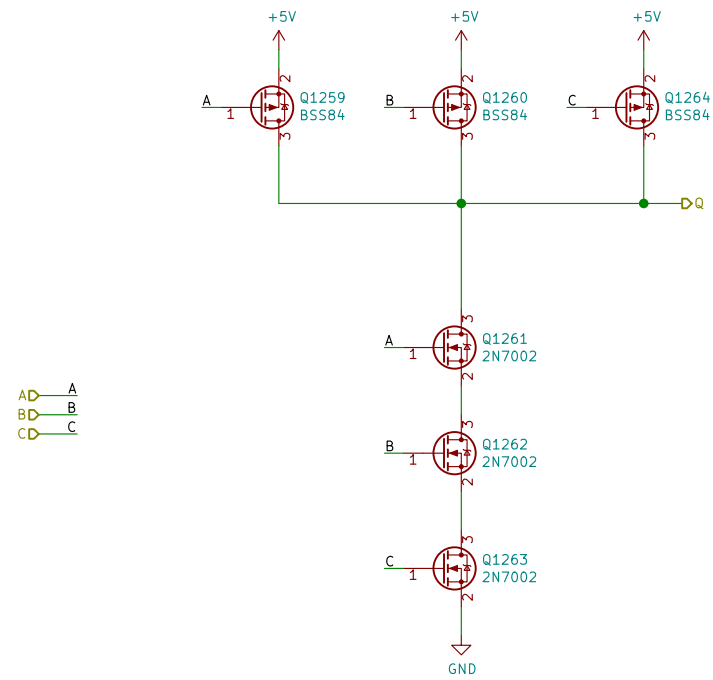 +5V +5V +5V
2 2 2
A 1 Q1259 B 1 Q1260 C 1 Q1264
BSS84 BSS84 BSS84
3 3 3
Q
3
A 1 Q1261
2N7002
2
A A
B B
C C
3
B 1 Q1262
2N7002
2
3
C 1 Q1263
2N7002
2
GND